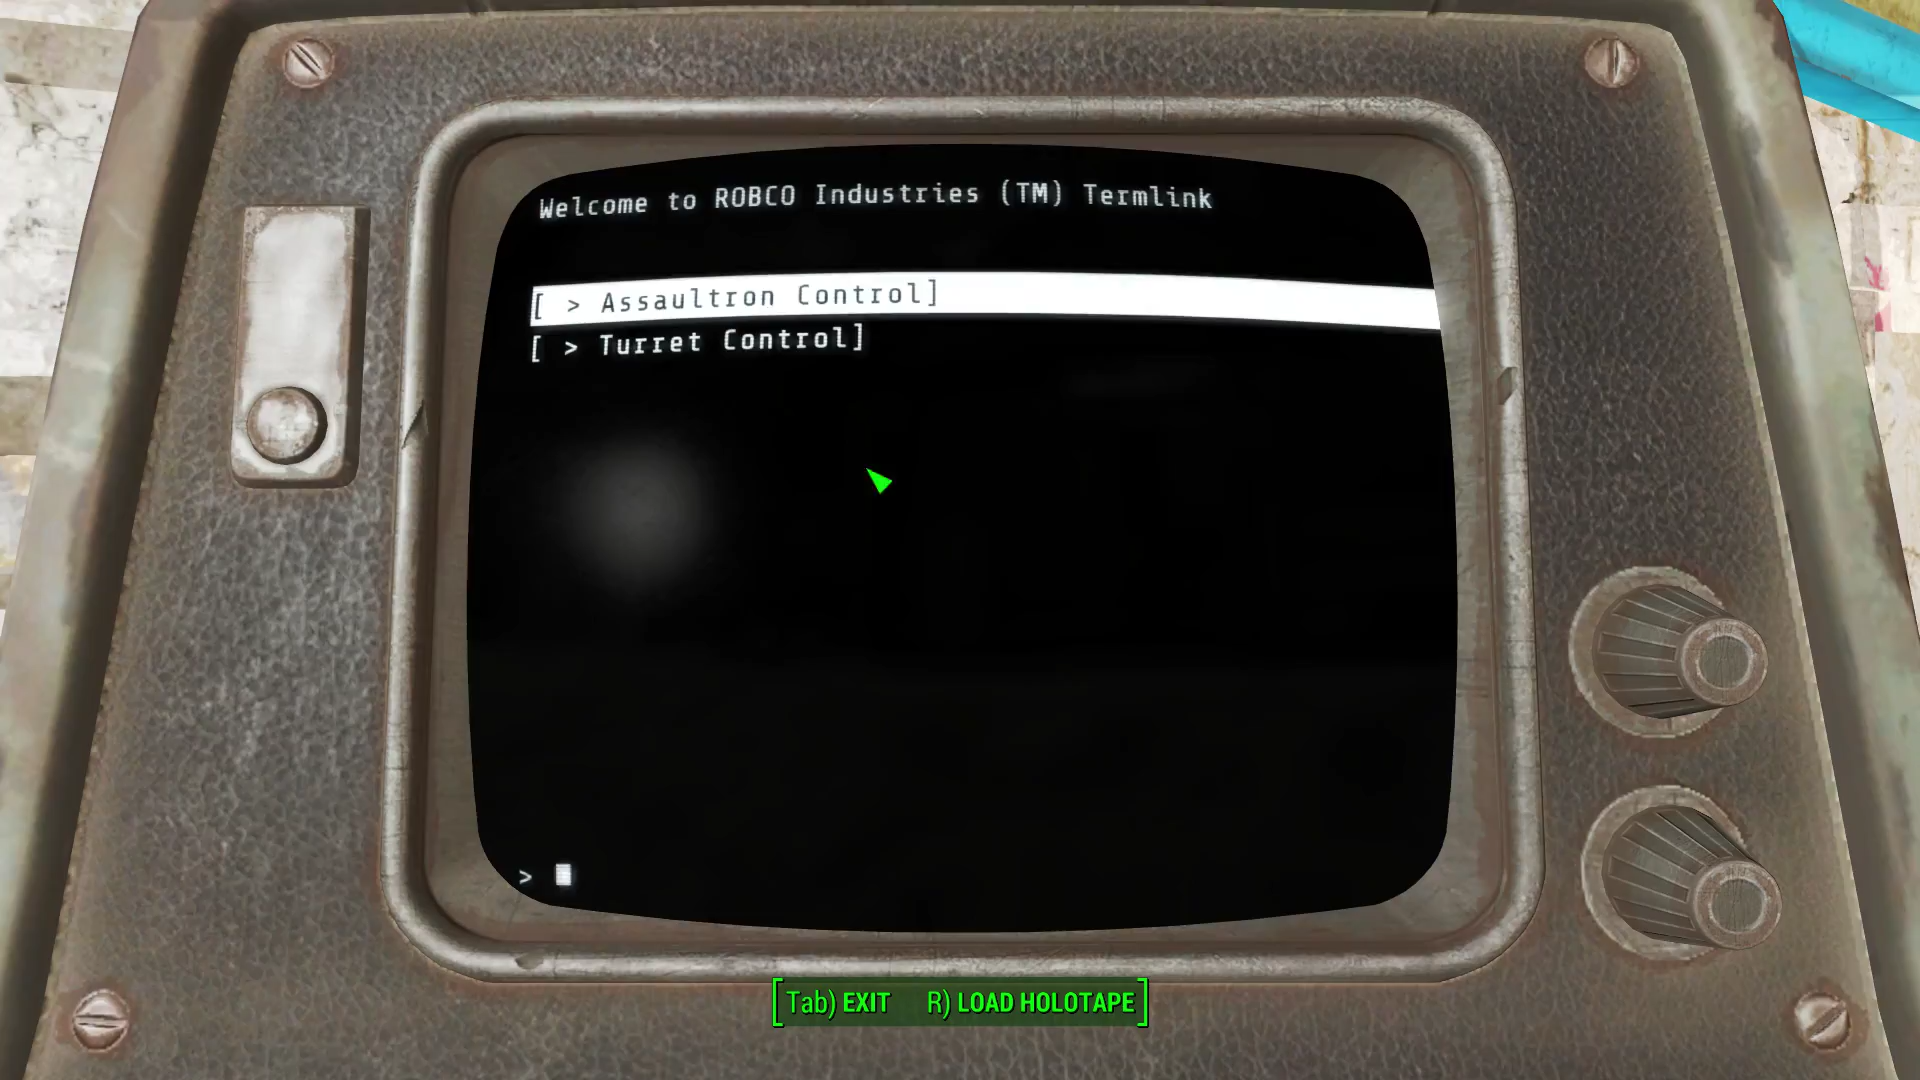 Welcome to ROBCO Industries (TM) Termlink
[ > Assaultron Control]
[ > Turret Control]
>
Tab) EXIT R) LOAD HOLOTAPE